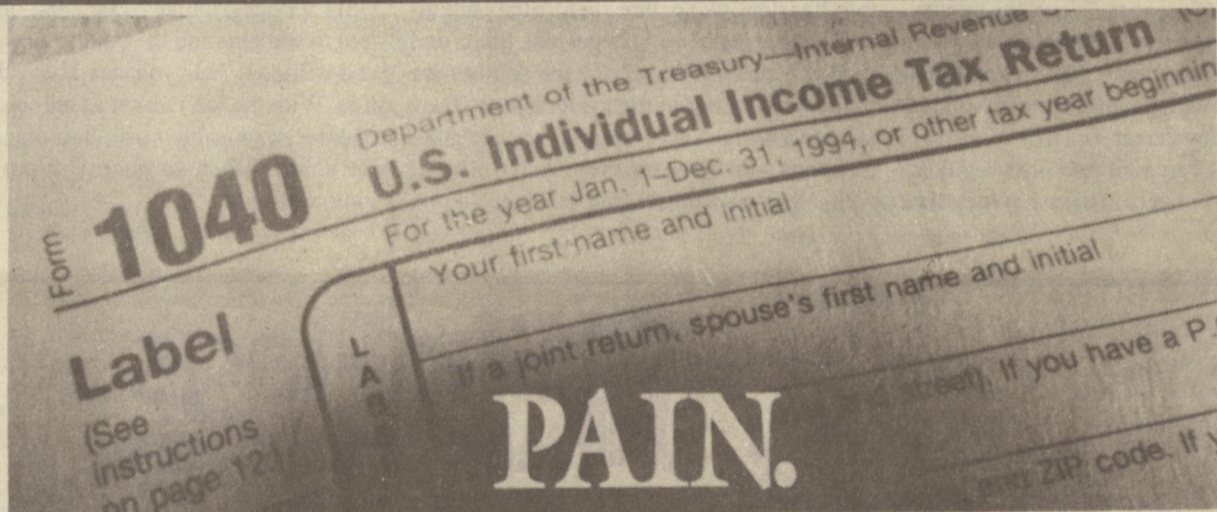 Department of the Treasury—Internal Revenue
Form 1040 U.S. Individual Income Tax Return
For the year Jan. 1–Dec. 31, 1994, or other tax year beginning
Your first name and initial
Label
(See
instructions
on page 12.)
L
A
B
If a joint return, spouse's first name and initial
street). If you have a P.
ZIP code. If
PAIN.